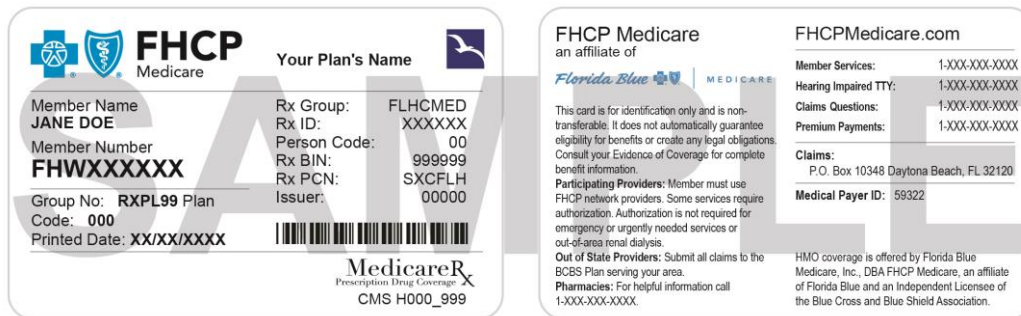 FHCP
Medicare
Your Plan's Name
Member Name
JANE DOE
Member Number
FHWXXXXXX
Group No: RXPL99 Plan
Code: 000
Printed Date: XX/XX/XXXX
Rx Group: FLHCMED
Rx ID: XXXXXX
Person Code: 00
Rx BIN: 999999
Rx PCN: SXCFLH
Issuer: 00000
MedicareRx
Prescription Drug Coverage
CMS H000_999
FHCP Medicare
an affiliate of
Florida Blue MEDICARE
This card is for identification only and is non-
transferable. It does not automatically guarantee
eligibility for benefits or create any legal obligations.
Consult your Evidence of Coverage for complete
benefit information.
Participating Providers: Member must use
FHCP network providers. Some services require
authorization. Authorization is not required for
emergency or urgently needed services or
out-of-area renal dialysis.
Out of State Providers: Submit all claims to the
BCBS Plan serving your area.
Pharmacies: For helpful information call
1-XXX-XXX-XXXX.
FHCPMedicare.com
Member Services: 1-XXX-XXX-XXXX
Hearing Impaired TTY: 1-XXX-XXX-XXXX
Claims Questions: 1-XXX-XXX-XXXX
Premium Payments: 1-XXX-XXX-XXXX
Claims:
P.O. Box 10348 Daytona Beach, FL 32120
Medical Payer ID: 59322
HMO coverage is offered by Florida Blue
Medicare, Inc., DBA FHCP Medicare, an affiliate
of Florida Blue and an Independent Licensee of
the Blue Cross and Blue Shield Association.
SAMPLE